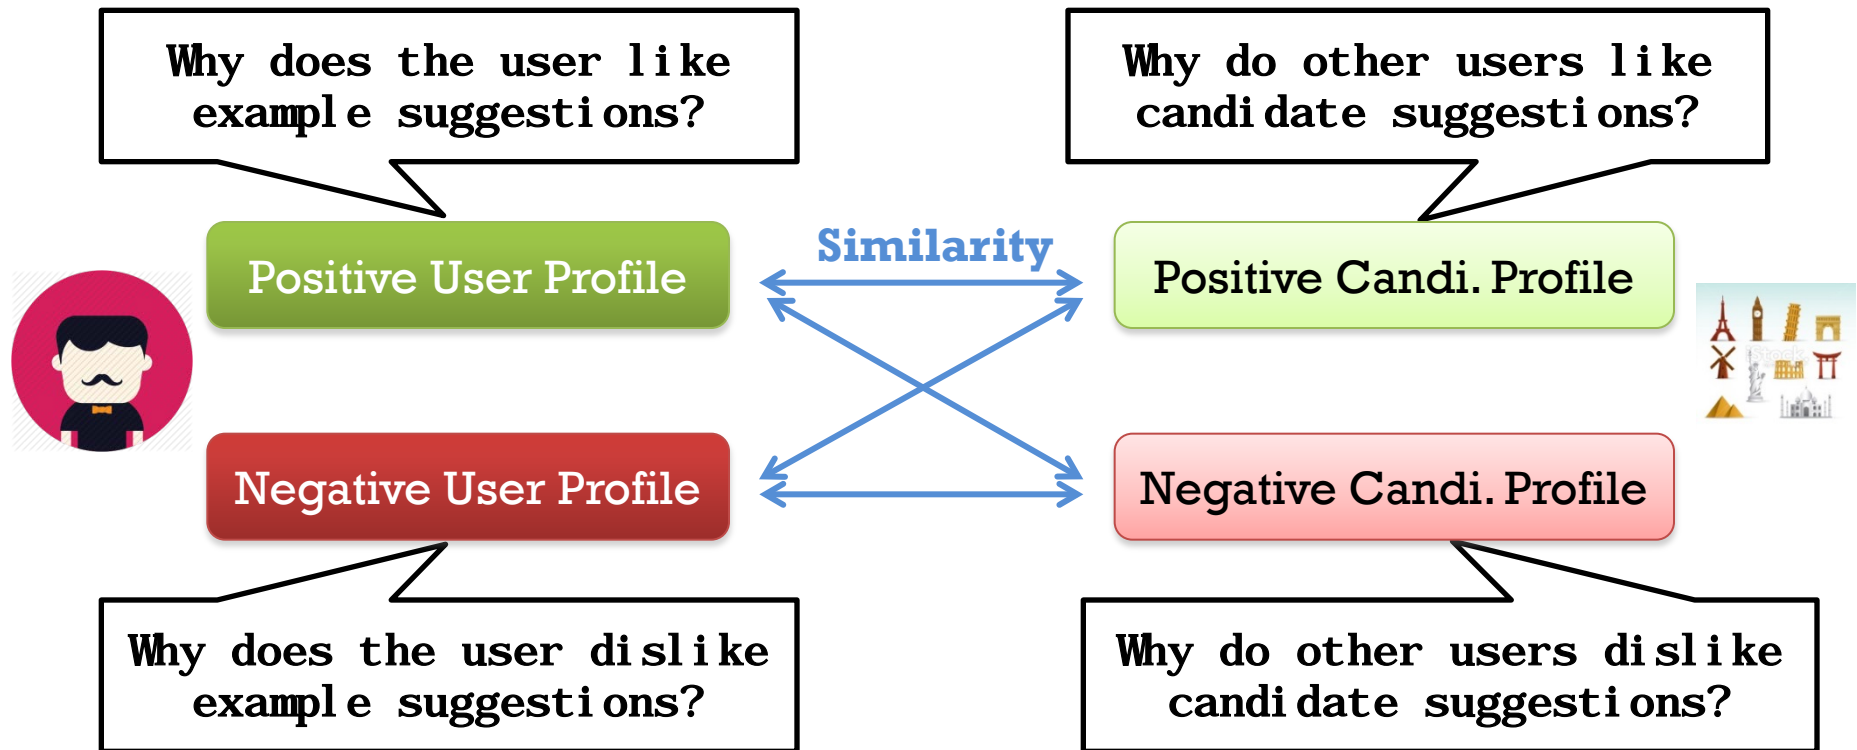 Why does the user like
example suggestions?
Why do other users like
candidate suggestions?
Similarity
Positive User Profile
Positive Candi. Profile
iStock
Negative User Profile
Negative Candi. Profile
Why does the user dislike
example suggestions?
Why do other users dislike
candidate suggestions?